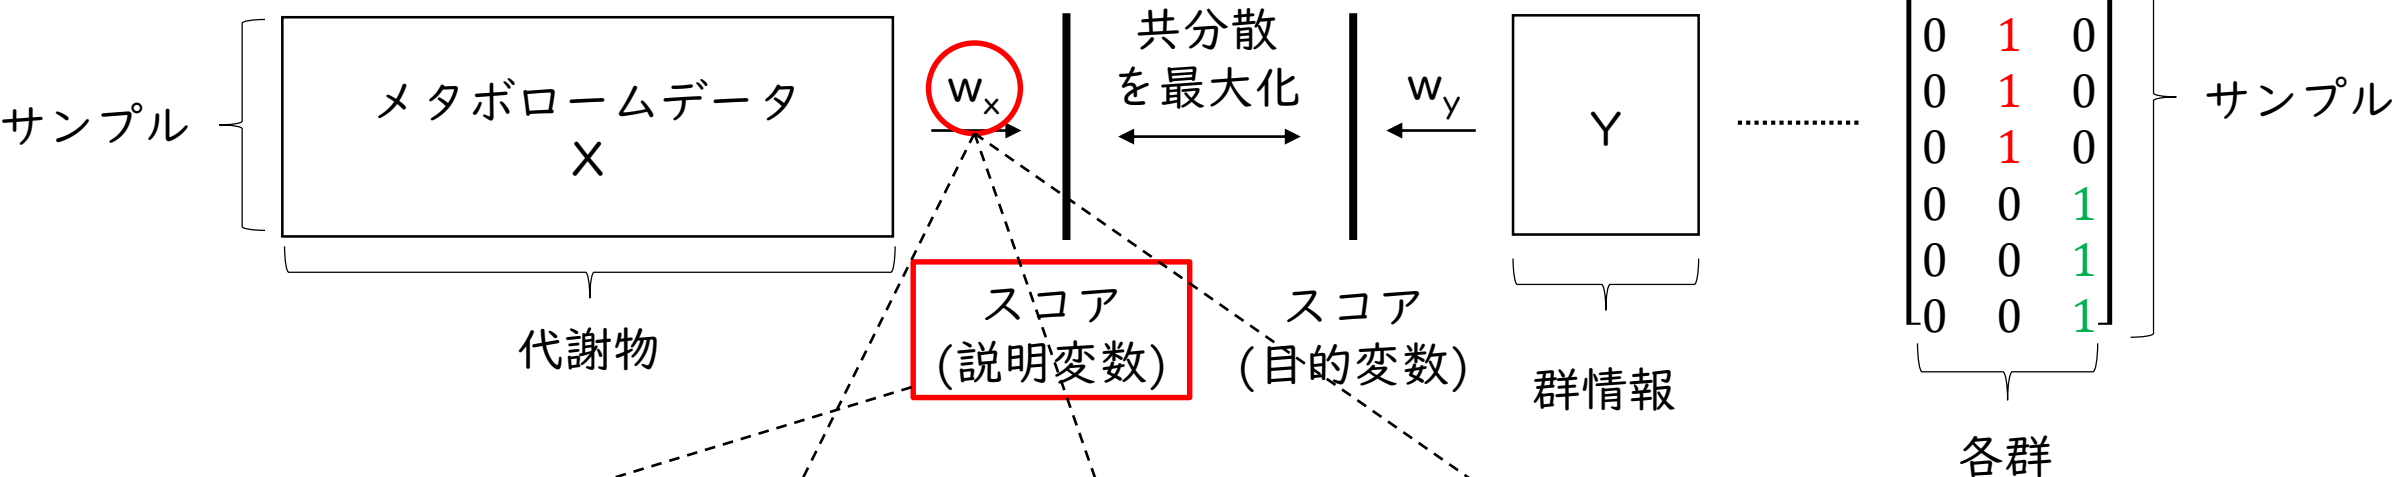 サンプル
メタボロームデータ
X
代謝物
wx
共分散
を最大化
wy
Y
スコア
(説明変数)
スコア
(目的変数)
群情報
0 1 0
0 1 0
0 1 0
0 0 1
0 0 1
0 0 1
各群
サンプル